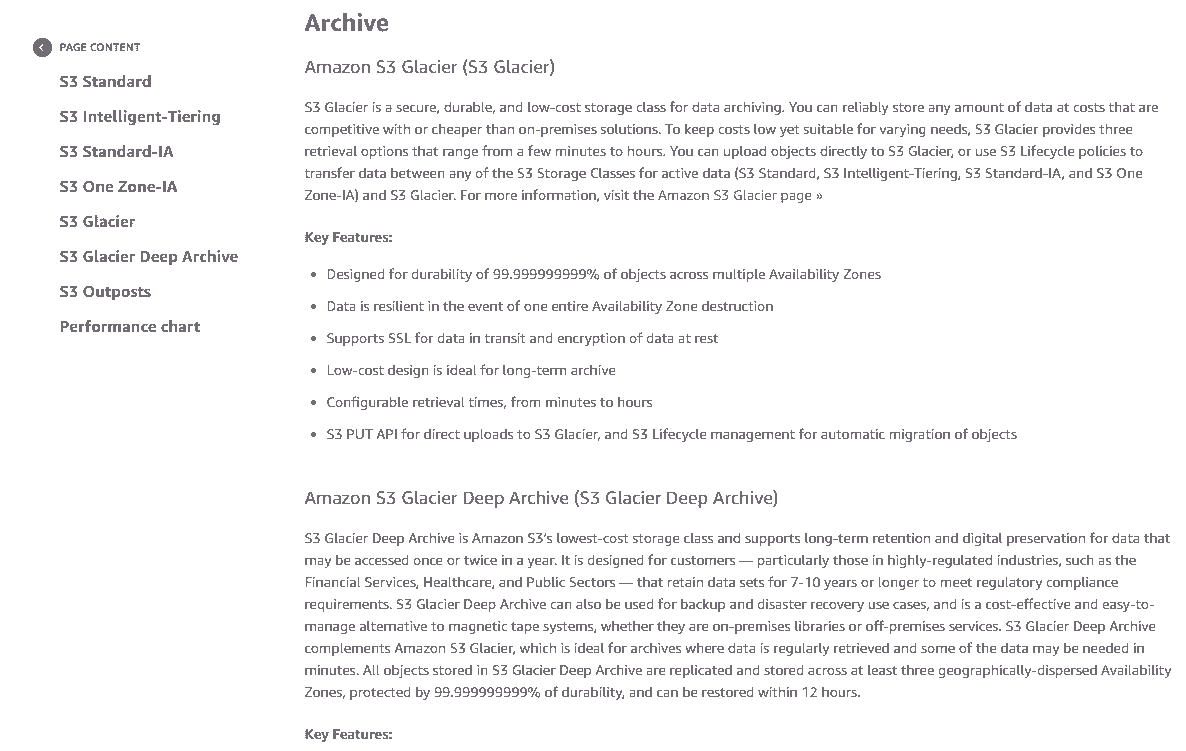 PAGE CONTENT
S3 Standard
S3 Intelligent-Tiering
S3 Standard-IA
S3 One Zone-IA
S3 Glacier
S3 Glacier Deep Archive
S3 Outposts
Performance chart
Archive
Amazon S3 Glacier (S3 Glacier)
S3 Glacier is a secure, durable, and low-cost storage class for data archiving. You can reliably store any amount of data at costs that are
competitive with or cheaper than on-premises solutions. To keep costs low yet suitable for varying needs, S3 Glacier provides three
retrieval options that range from a few minutes to hours. You can upload objects directly to S3 Glacier, or use S3 Lifecycle policies to
transfer data between any of the S3 Storage Classes for active data (S3 Standard, S3 Intelligent-Tiering, S3 Standard-IA, and S3 One
Zone-IA) and S3 Glacier. For more information, visit the Amazon S3 Glacier page »
Key Features:
• Designed for durability of 99.999999999% of objects across multiple Availability Zones
• Data is resilient in the event of one entire Availability Zone destruction
• Supports SSL for data in transit and encryption of data at rest
• Low-cost design is ideal for long-term archive
• Configurable retrieval times, from minutes to hours
• S3 PUT API for direct uploads to S3 Glacier, and S3 Lifecycle management for automatic migration of objects
Amazon S3 Glacier Deep Archive (S3 Glacier Deep Archive)
S3 Glacier Deep Archive is Amazon S3's lowest-cost storage class and supports long-term retention and digital preservation for data that
may be accessed once or twice in a year. It is designed for customers — particularly those in highly-regulated industries, such as the
Financial Services, Healthcare, and Public Sectors — that retain data sets for 7-10 years or longer to meet regulatory compliance
requirements. S3 Glacier Deep Archive can also be used for backup and disaster recovery use cases, and is a cost-effective and easy-to-
manage alternative to magnetic tape systems, whether they are on-premises libraries or off-premises services. S3 Glacier Deep Archive
complements Amazon S3 Glacier, which is ideal for archives where data is regularly retrieved and some of the data may be needed in
minutes. All objects stored in S3 Glacier Deep Archive are replicated and stored across at least three geographically-dispersed Availability
Zones, protected by 99.999999999% of durability, and can be restored within 12 hours.
Key Features: